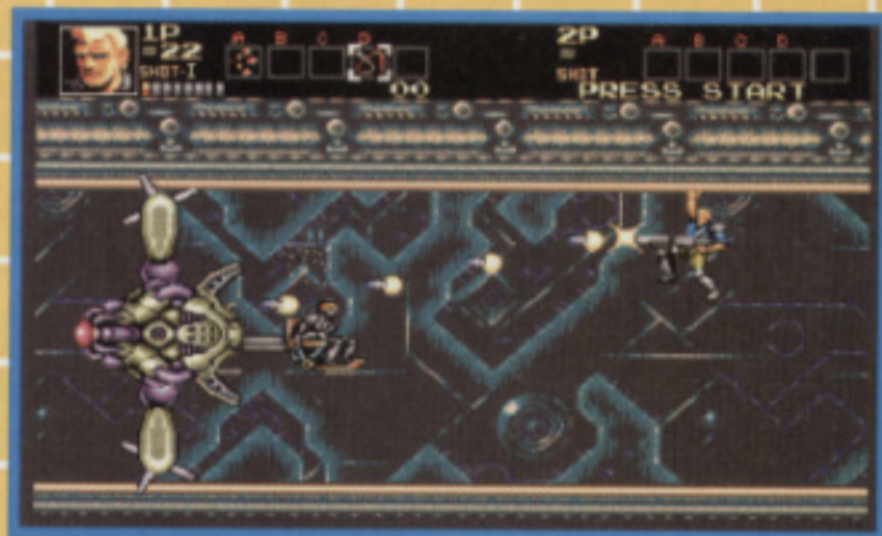 1P
=22
SHOT-I
A B C D
00
2P
=
SHOT
A B C D
PRESS START